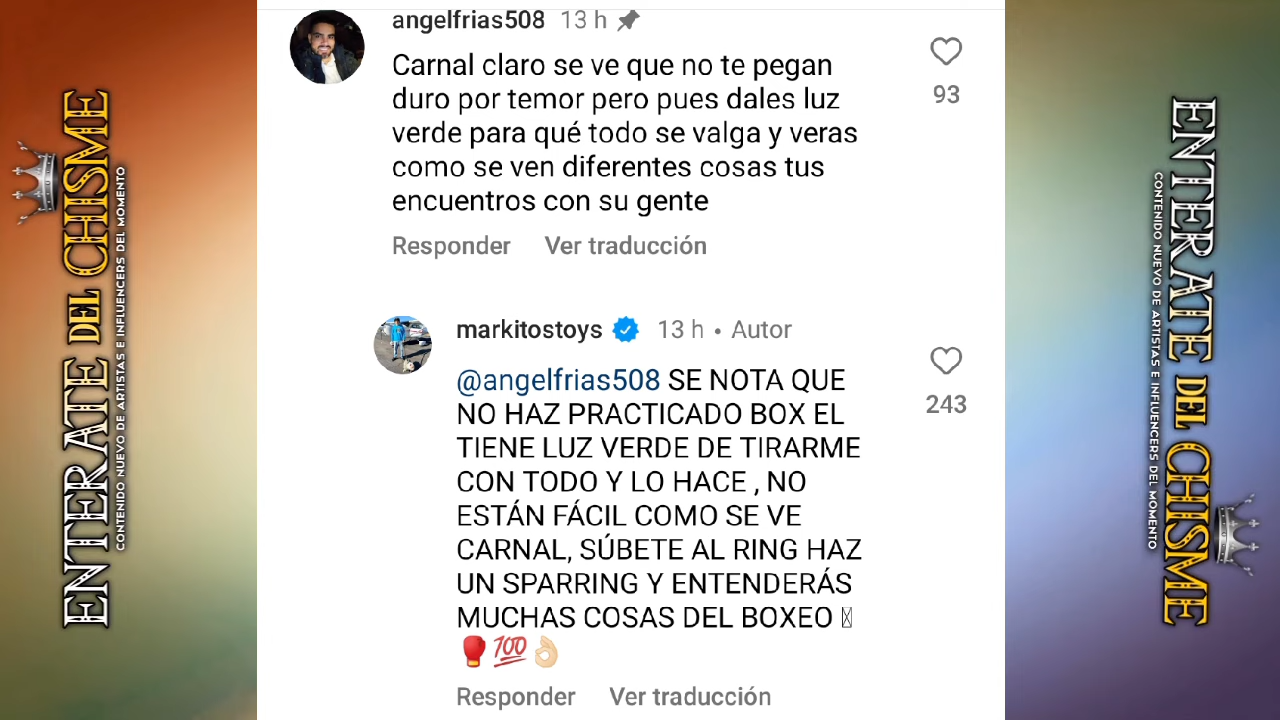 angelfrias508 13 h
Carnal claro se ve que no te pegan
duro por temor pero pues dales luz
verde para qué todo se valga y veras
como se ven diferentes cosas tus
encuentros con su gente
93
Responder Ver traducción
markitostoys 13 h • Autor
@angelfrias508 SE NOTA QUE
NO HAZ PRACTICADO BOX EL
TIENE LUZ VERDE DE TIRARME
CON TODO Y LO HACE , NO
ESTÁN FÁCIL COMO SE VE
CARNAL, SÚBETE AL RING HAZ
UN SPARRING Y ENTENDERÁS
MUCHAS COSAS DEL BOXEO
🥊💯👌🏼
243
Responder Ver traducción
ENTERATE DEL CHISME
CONTENIDO NUEVO DE ARTISTAS E INFLUENCERS DEL MOMENTO
ENTERATE DEL CHISME
CONTENIDO NUEVO DE ARTISTAS E INFLUENCERS DEL MOMENTO